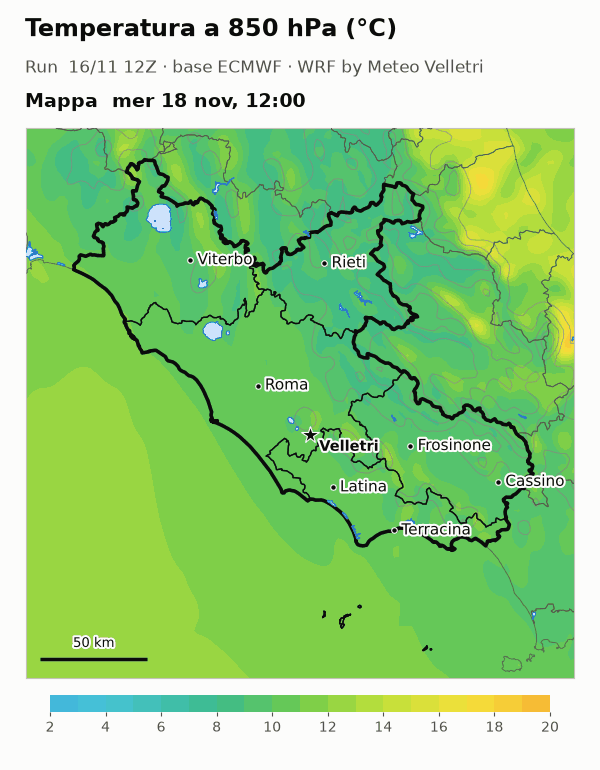 Temperatura a 850 hPa (°C)
Run  16/11 12Z · base ECMWF · WRF by Meteo Velletri
Mappa  mer 18 nov, 12:00
Viterbo
Rieti
Roma
Velletri
Frosinone
Latina
Cassino
Terracina
50 km
2 4 6 8 10 12 14 16 18 20